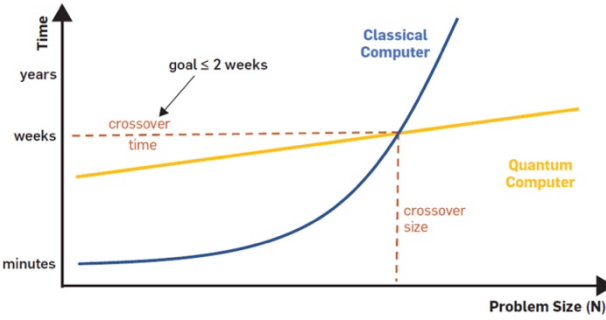 Time
Classical
Computer
goal ≤ 2 weeks
years
crossover
time
weeks
Quantum
Computer
crossover
size
minutes
Problem Size (N)